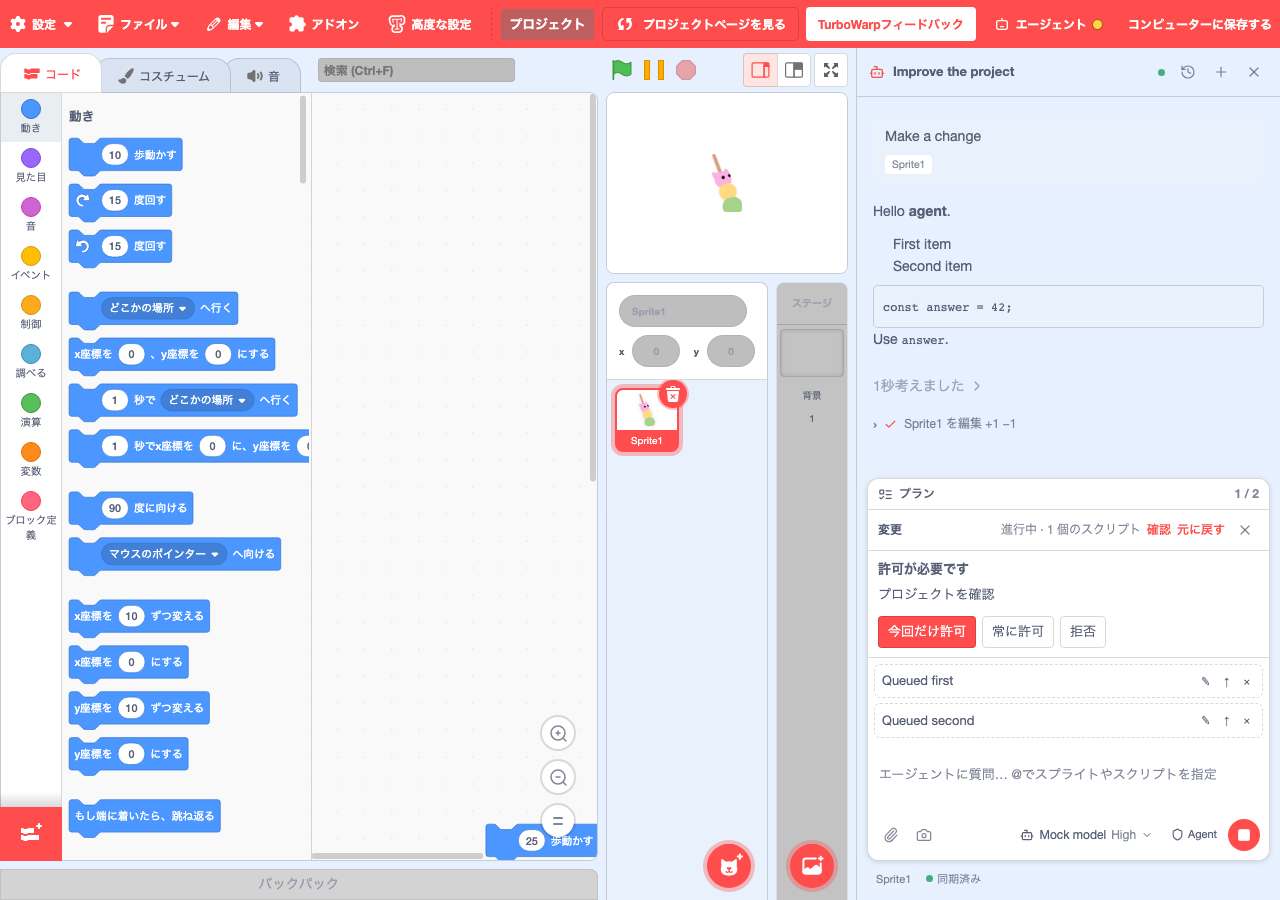 設定
ファイル
編集
アドオン
高度な設定
プロジェクト
プロジェクトページを見る
TurboWarpフィードバック
エージェント
コンピューターに保存する
コード
コスチューム
音
検索 (Ctrl+F)
動き
見た目
音
イベント
制御
調べる
演算
変数
ブロック定義
動き
10 歩動かす
15 度回す
15 度回す
どこかの場所 へ行く
x座標を 0 、y座標を 0 にする
1 秒で どこかの場所 へ行く
1 秒でx座標を 0 に、y座標を
90 度に向ける
マウスのポインター へ向ける
x座標を 10 ずつ変える
x座標を 0 にする
y座標を 10 ずつ変える
y座標を 0 にする
もし端に着いたら、跳ね返る
25 歩動かす
バックパック
Sprite1
x 0 y 0
Sprite1
ステージ
背景
1
Improve the project
Make a change
Sprite1
Hello agent.
First item
Second item
const answer = 42;
Use answer.
1秒考えました
Sprite1 を編集 +1 −1
プラン 1 / 2
変更 進行中 · 1 個のスクリプト 確認 元に戻す
許可が必要です
プロジェクトを確認
今回だけ許可 常に許可 拒否
Queued first
Queued second
エージェントに質問... @でスプライトやスクリプトを指定
Mock model High Agent
Sprite1 同期済み